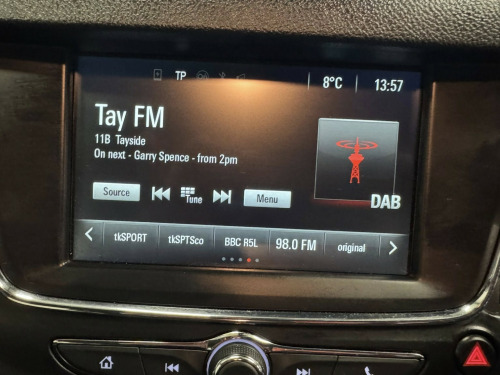 TP 8°C 13:57
Tay FM
11B Tayside
On next - Garry Spence - from 2pm
DAB
Source Tune Menu
tkSPORT tkSPTSco BBC R5L 98.0 FM original